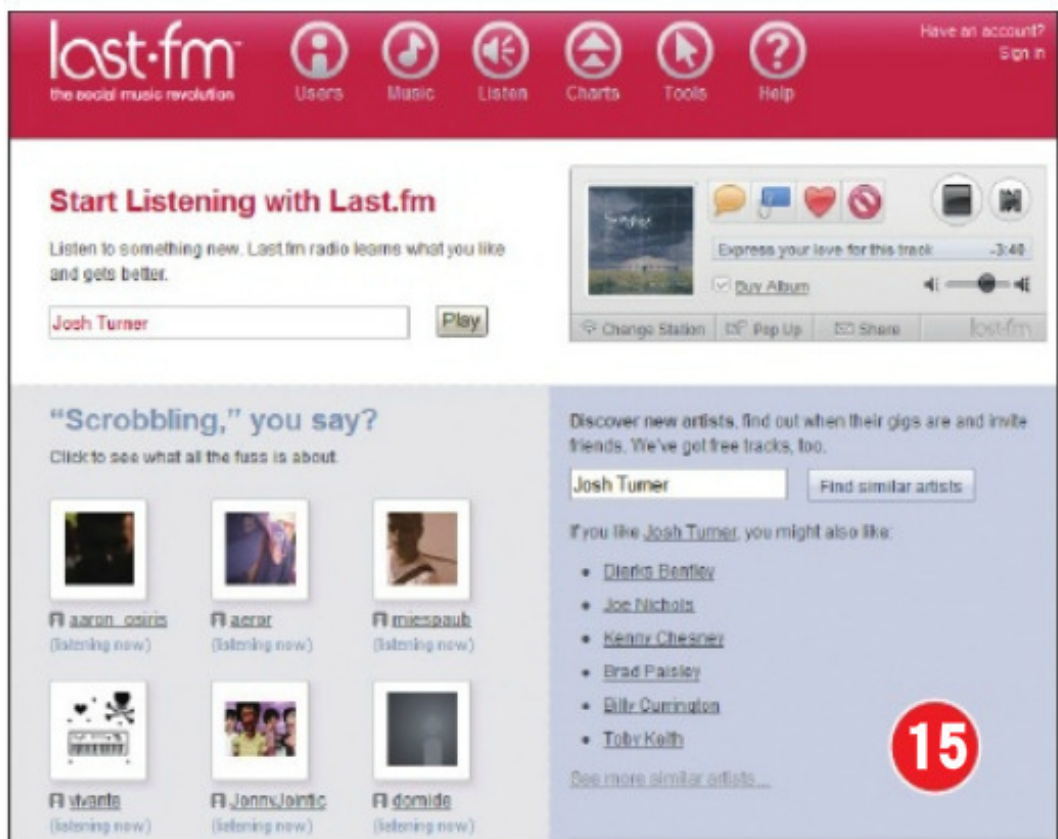 last.fm
the social music revolution
Users
Music
Listen
Charts
Tools
Help
Have an account?
Sign in
Start Listening with Last.fm
Listen to something new. Last.fm radio learns what you like
and gets better.
Josh Turner
Play
Express your love for this track -3:40
Buy Album
Change Station
Pop Up
Share
last.fm
"Scrobbling," you say?
Click to see what all the fuss is about.
aaron_osiris
(listening now)
aeror
(listening now)
miespaub
(listening now)
vivante
(listening now)
JonnyJointic
(listening now)
domide
(listening now)
Discover new artists, find out when their gigs are and invite
friends. We've got free tracks, too.
Josh Turner
Find similar artists
If you like Josh Turner, you might also like:
Dierks Bentley
Joe Nichols
Kenny Chesney
Brad Paisley
Billy Currington
Toby Keith
See more similar artists...
15